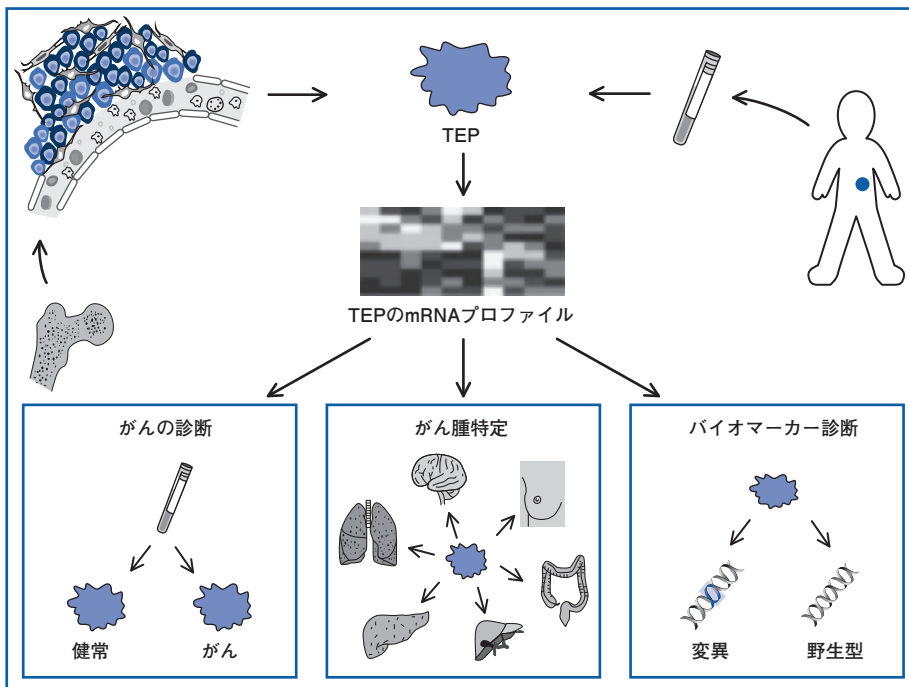 TEP
TEPのmRNAプロファイル
がんの診断
健常
がん
がん腫特定
バイオマーカー診断
変異
野生型